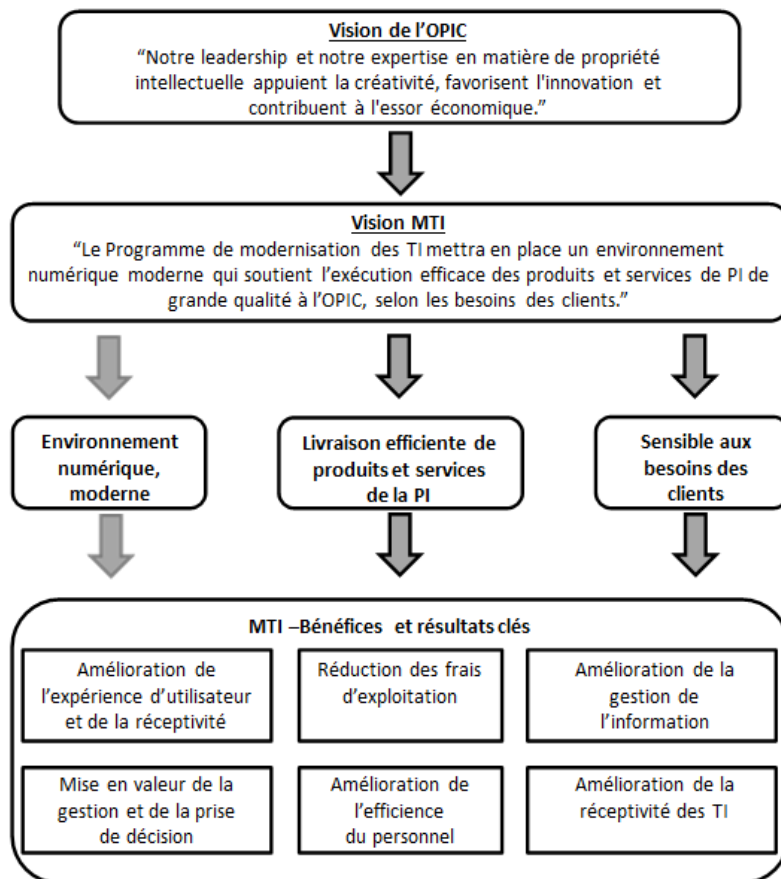 Vision de l'OPIC
“Notre leadership et notre expertise en matière de propriété
intellectuelle appuient la créativité, favorisent l'innovation et
contribuent à l'essor économique.”
Vision MTI
“Le Programme de modernisation des TI mettra en place un environnement
numérique moderne qui soutient l’exécution efficace des produits et services de PI de
grande qualité à l’OPIC, selon les besoins des clients.”
Environnement
numérique,
moderne
Livraison efficiente de
produits et services
de la PI
Sensible aux
besoins des
clients
MTI –Bénéfices et résultats clés
Amélioration de
l’expérience d’utilisateur
et de la réceptivité
Réduction des frais
d’exploitation
Amélioration de la
gestion de
l’information
Mise en valeur de la
gestion et de la prise
de décision
Amélioration de
l’efficience
du personnel
Amélioration de la
réceptivité des TI